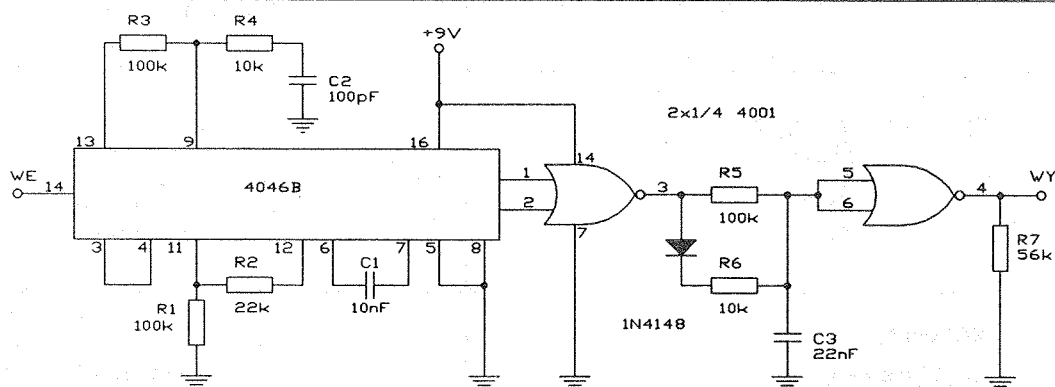 R3
R4
+9V
100k
10k
C2
100pF
2x1/4 4001
13
9
16
14
WE
14
4046B
1
2
3
R5
100k
5
6
4
WY
7
3
4
11
12
6
7
5
8
R2
22k
C1
10nF
R6
10k
R7
56k
R1
100k
1N4148
C3
22nF